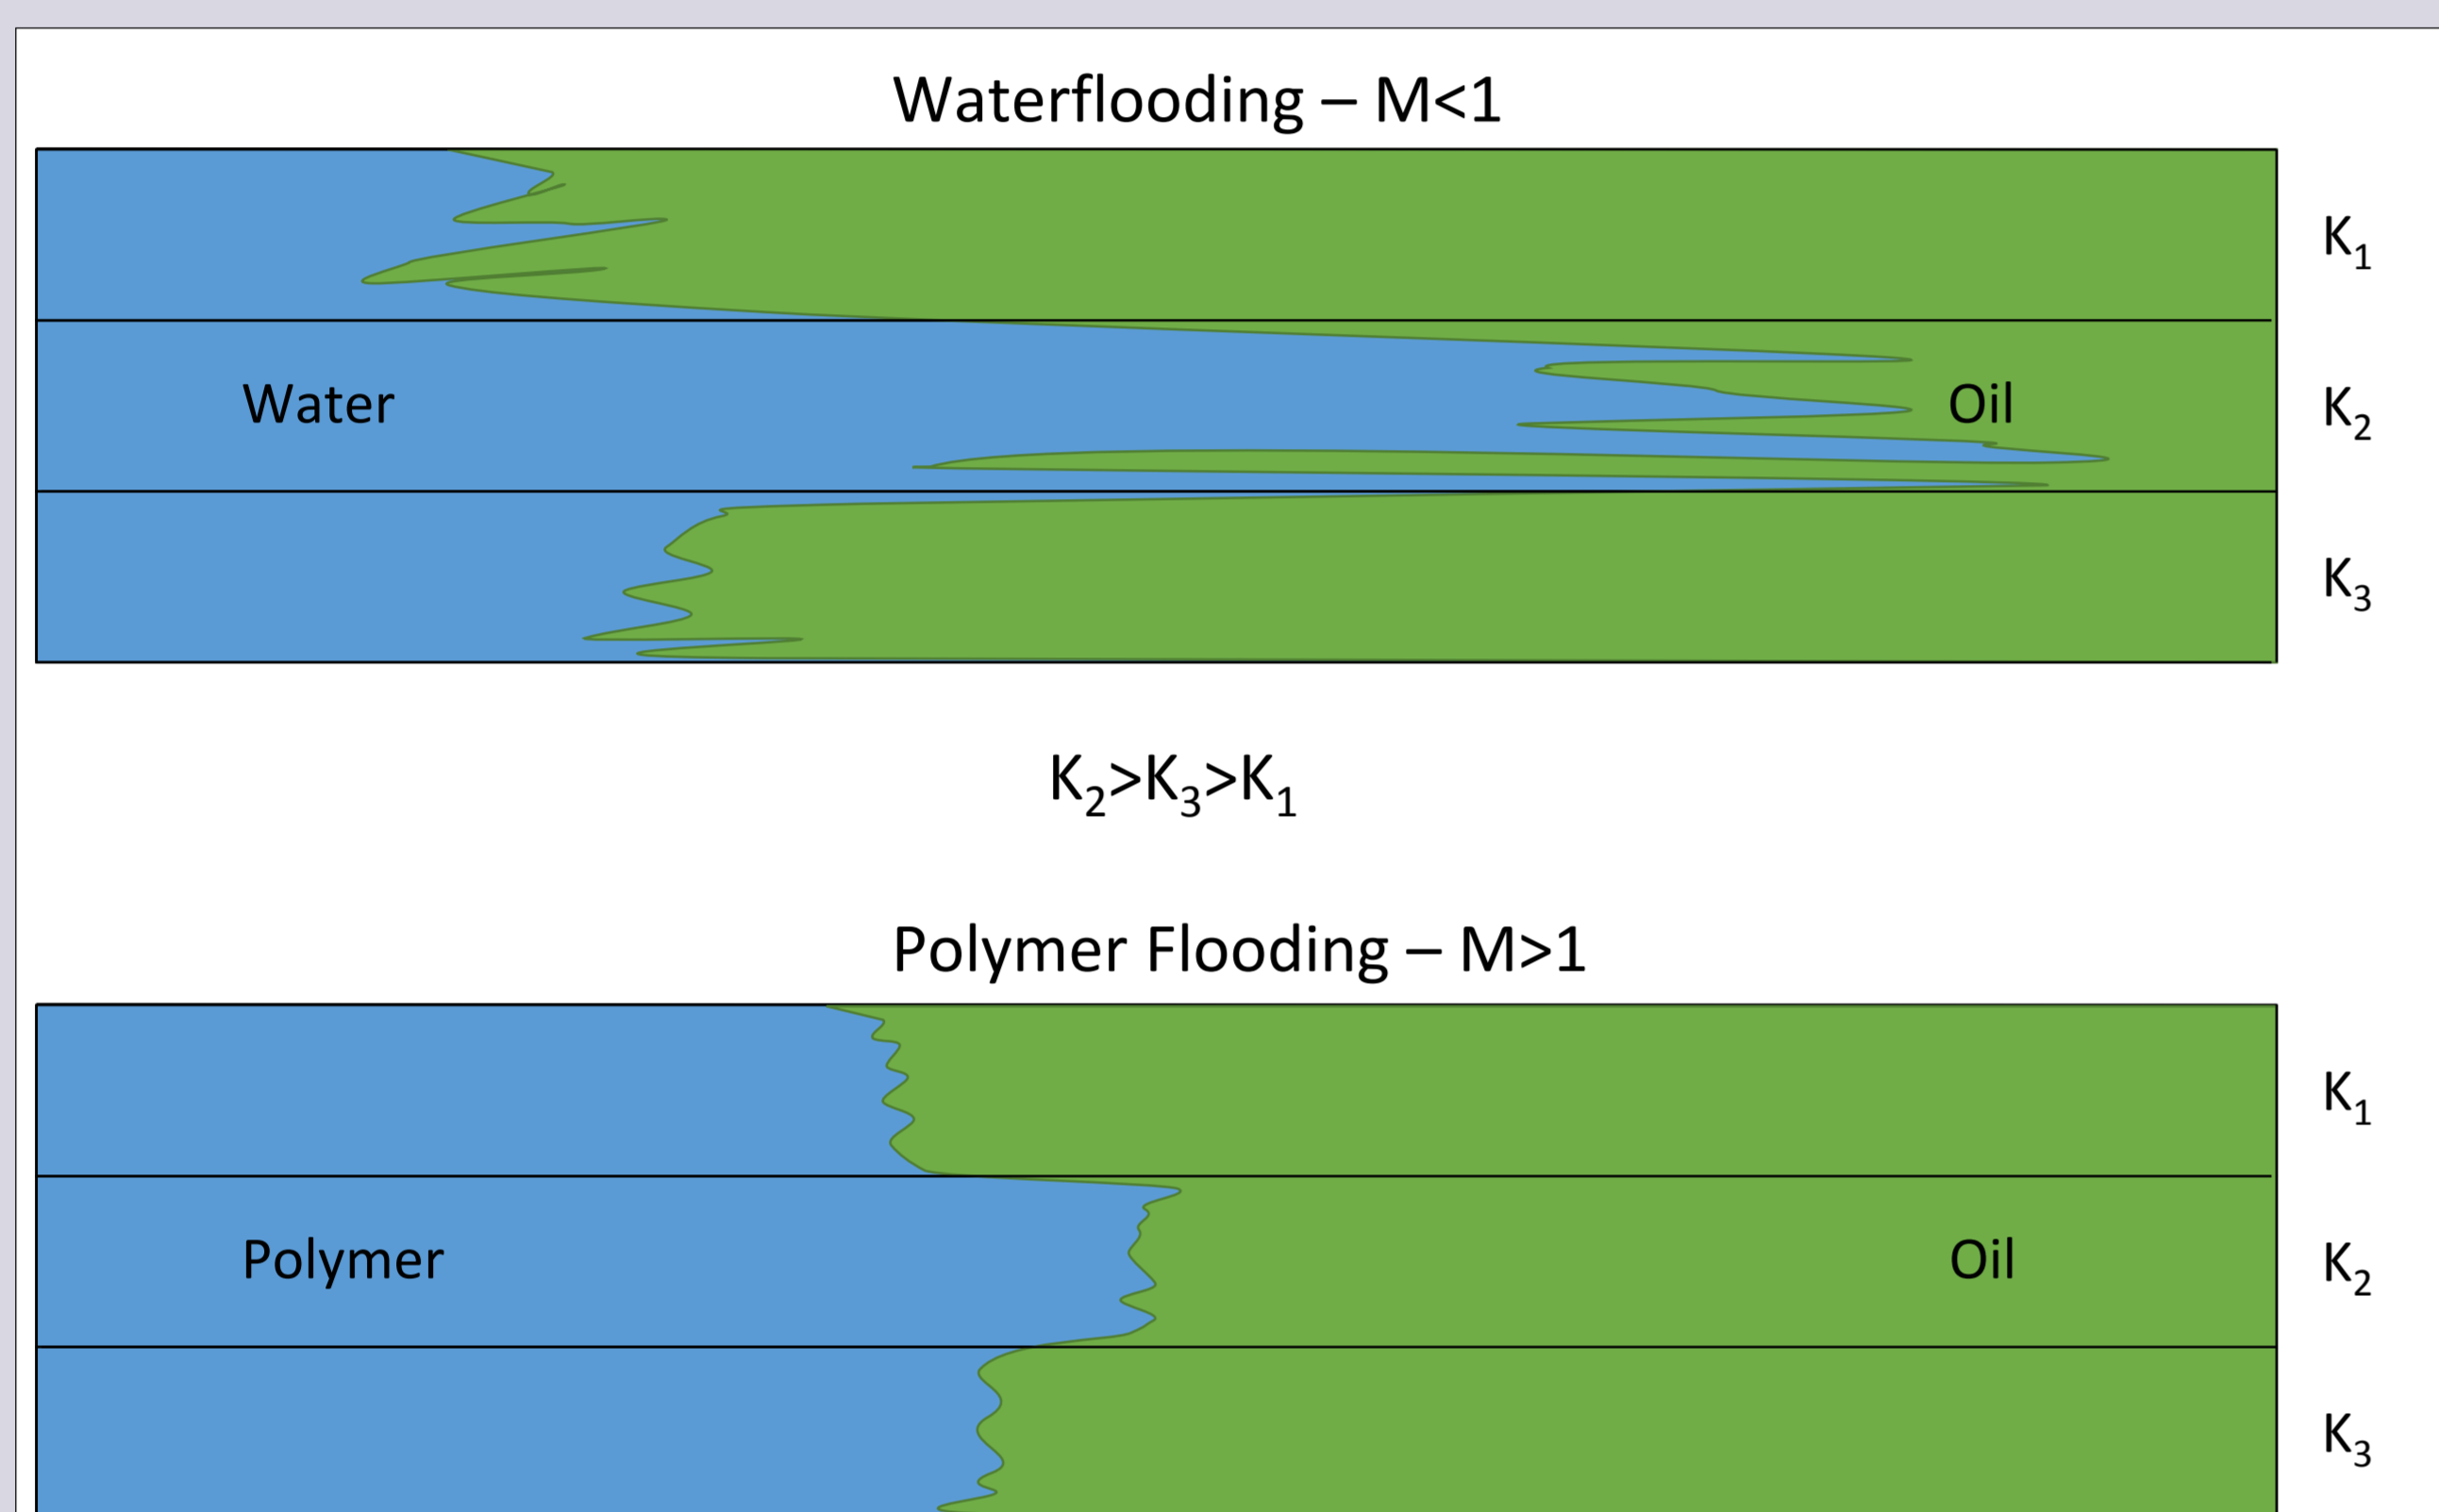 Waterflooding – M<1
K₁
Water
Oil
K₂
K₃
K₂>K₃>K₁
Polymer Flooding – M>1
K₁
Polymer
Oil
K₂
K₃